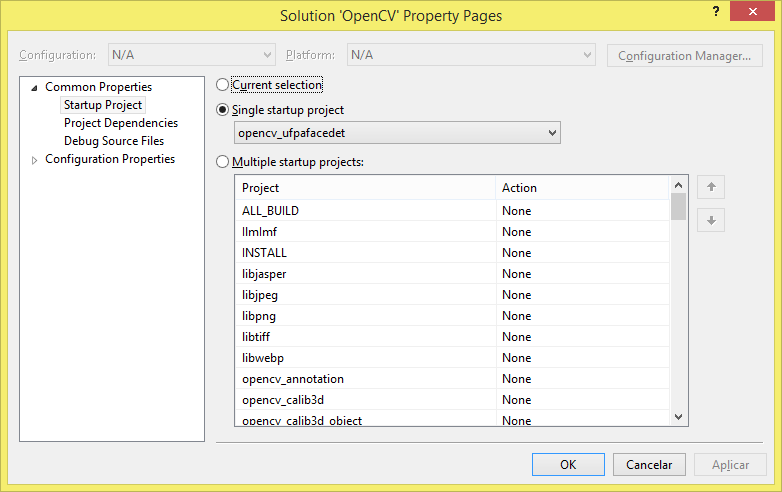 Solution 'OpenCV' Property Pages
?
Configuration: N/A Platform: N/A Configuration Manager...
Common Properties
Startup Project
Project Dependencies
Debug Source Files
Configuration Properties
Current selection
Single startup project
opencv_ufpafacedet
Multiple startup projects:
Project Action
ALL_BUILD None
llmlmf None
INSTALL None
libjasper None
libjpeg None
libpng None
libtiff None
libwebp None
opencv_annotation None
opencv_calib3d None
opencv_calib3d_object None
OK Cancelar Aplicar